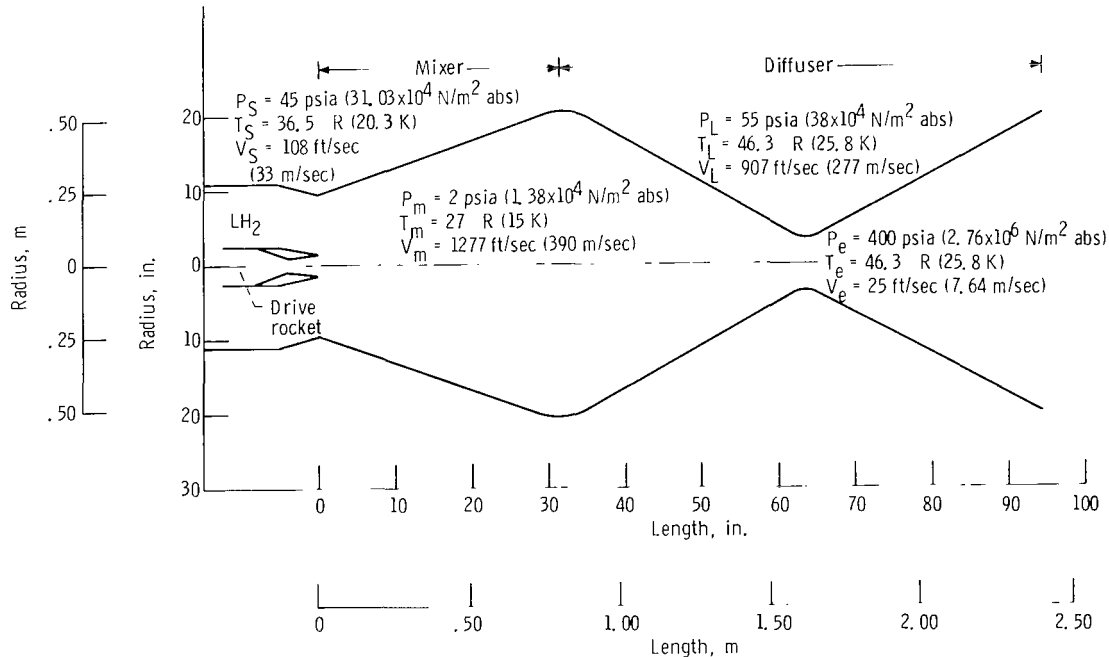 Mixer
Diffuser
P_S = 45 psia (31.03x10^4 N/m^2 abs)
T_S = 36.5 R (20.3 K)
V_S = 108 ft/sec
(33 m/sec)
P_L = 55 psia (38x10^4 N/m^2 abs)
T_L = 46.3 R (25.8 K)
V_L = 907 ft/sec (277 m/sec)
P_m = 2 psia (1.38x10^4 N/m^2 abs)
T_m = 27 R (15 K)
V_m = 1277 ft/sec (390 m/sec)
P_e = 400 psia (2.76x10^6 N/m^2 abs)
T_e = 46.3 R (25.8 K)
V_e = 25 ft/sec (7.64 m/sec)
LH_2
Drive
rocket
Radius, m
.50
.25
0
.25
.50
Radius, in.
20
10
0
10
20
30
0 10 20 30 40 50 60 70 80 90 100
Length, in.
0 .50 1.00 1.50 2.00 2.50
Length, m